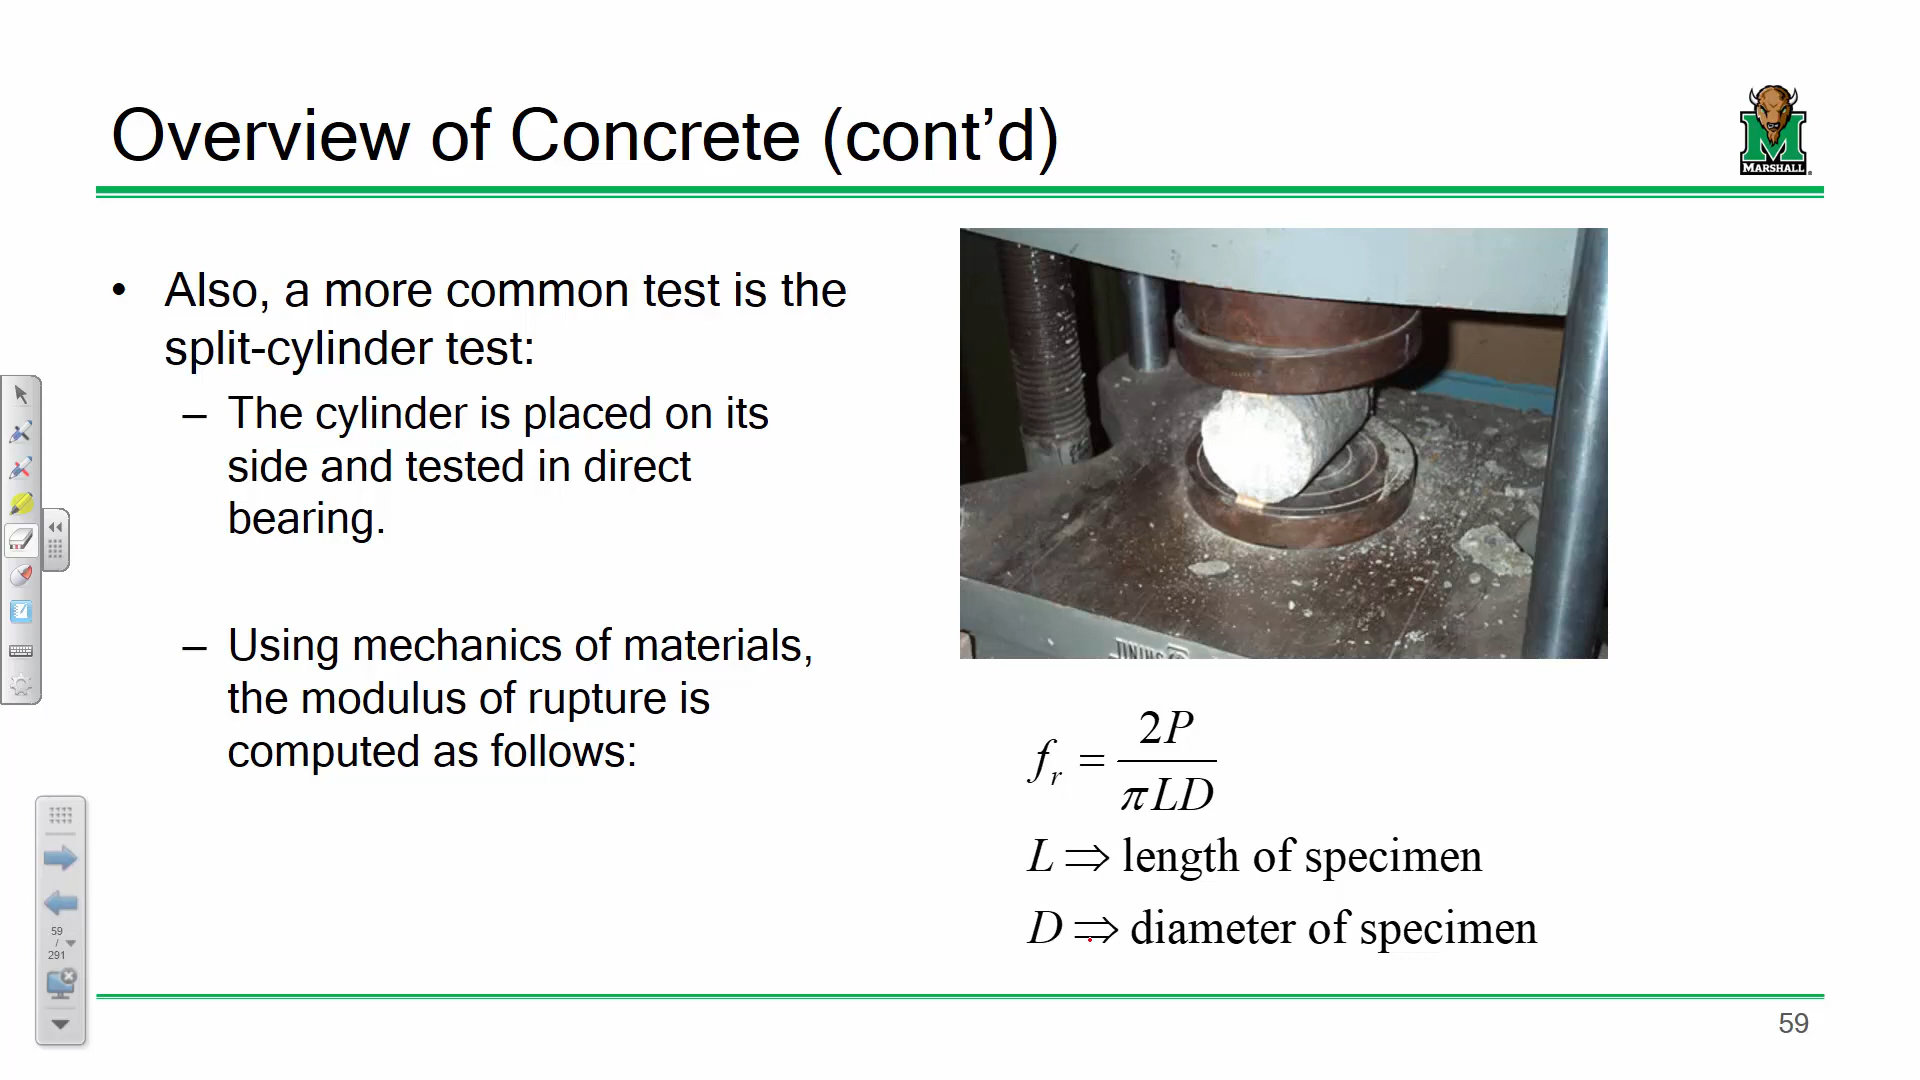 Overview of Concrete (cont’d)
MARSHALL
• Also, a more common test is the
split-cylinder test:
– The cylinder is placed on its
side and tested in direct
bearing.
– Using mechanics of materials,
the modulus of rupture is
computed as follows:
f_r = 2P / πLD
L ⇒ length of specimen
D ⇒ diameter of specimen
59
/
291
59